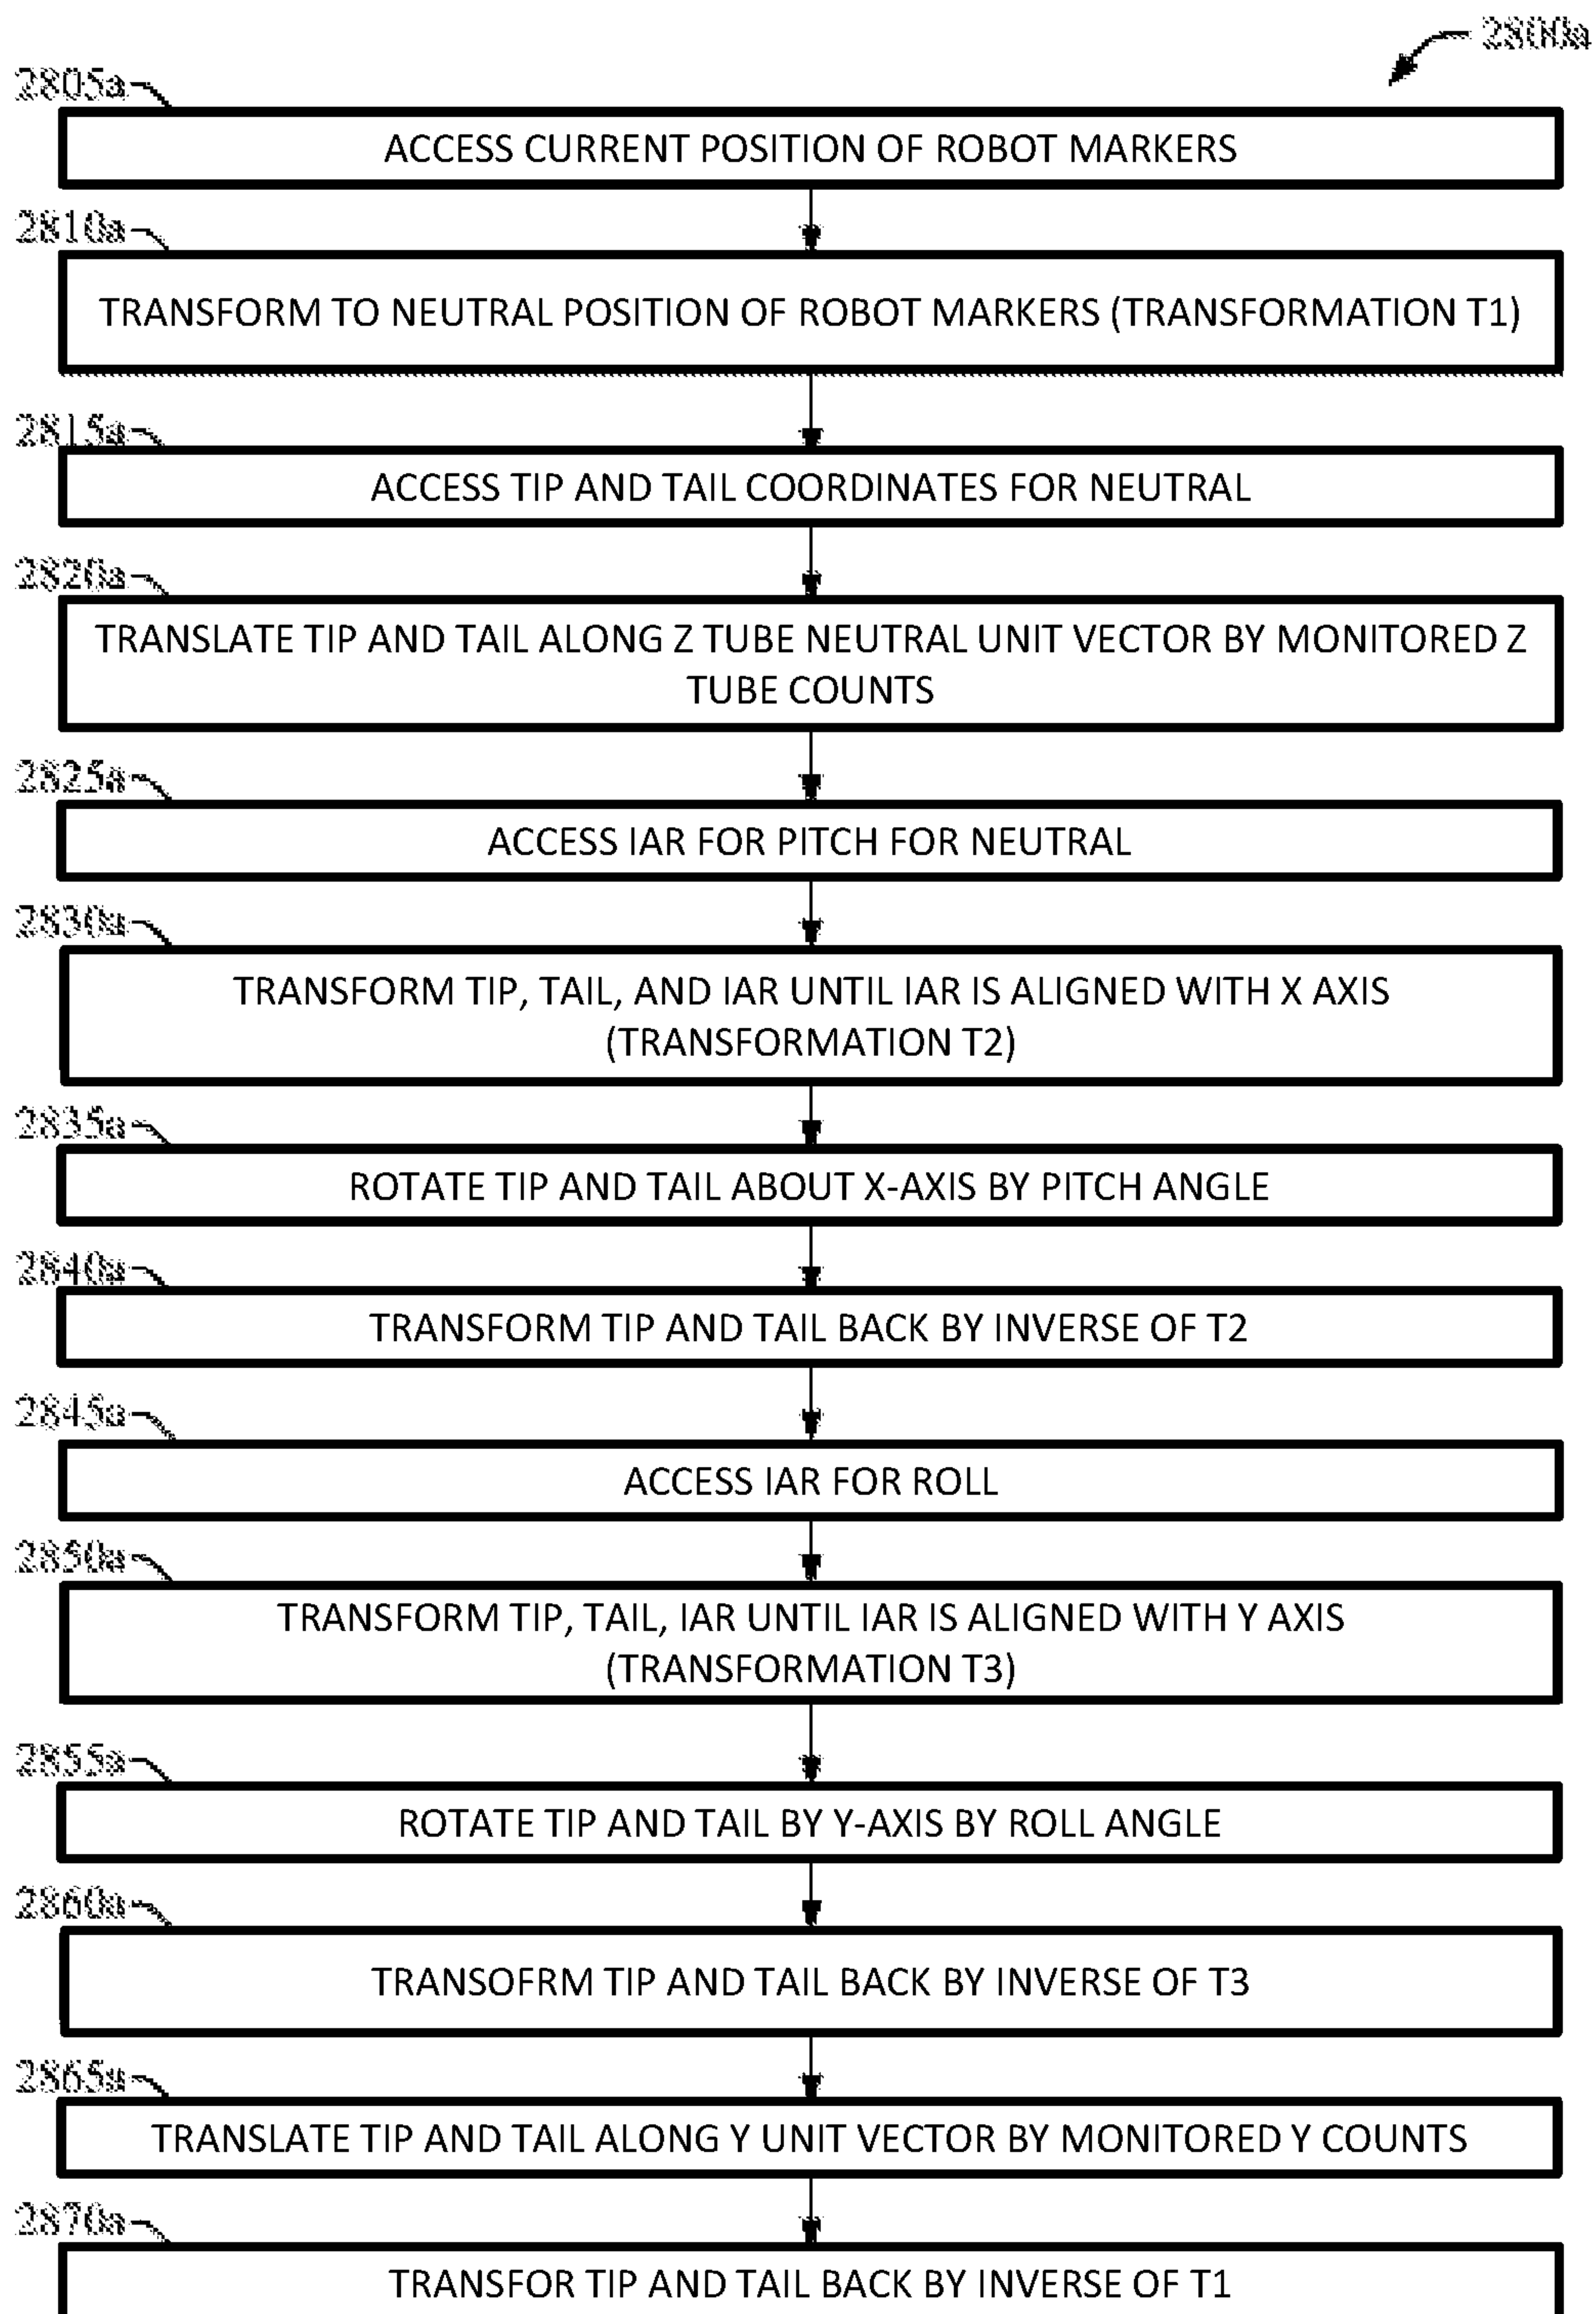 2800a
2805a
ACCESS CURRENT POSITION OF ROBOT MARKERS
2810a
TRANSFORM TO NEUTRAL POSITION OF ROBOT MARKERS (TRANSFORMATION T1)
2815a
ACCESS TIP AND TAIL COORDINATES FOR NEUTRAL
2820a
TRANSLATE TIP AND TAIL ALONG Z TUBE NEUTRAL UNIT VECTOR BY MONITORED Z
TUBE COUNTS
2825a
ACCESS IAR FOR PITCH FOR NEUTRAL
2830a
TRANSFORM TIP, TAIL, AND IAR UNTIL IAR IS ALIGNED WITH X AXIS
(TRANSFORMATION T2)
2835a
ROTATE TIP AND TAIL ABOUT X-AXIS BY PITCH ANGLE
2840a
TRANSFORM TIP AND TAIL BACK BY INVERSE OF T2
2845a
ACCESS IAR FOR ROLL
2850a
TRANSFORM TIP, TAIL, IAR UNTIL IAR IS ALIGNED WITH Y AXIS
(TRANSFORMATION T3)
2855a
ROTATE TIP AND TAIL BY Y-AXIS BY ROLL ANGLE
2860a
TRANSOFRM TIP AND TAIL BACK BY INVERSE OF T3
2865a
TRANSLATE TIP AND TAIL ALONG Y UNIT VECTOR BY MONITORED Y COUNTS
2870a
TRANSFOR TIP AND TAIL BACK BY INVERSE OF T1